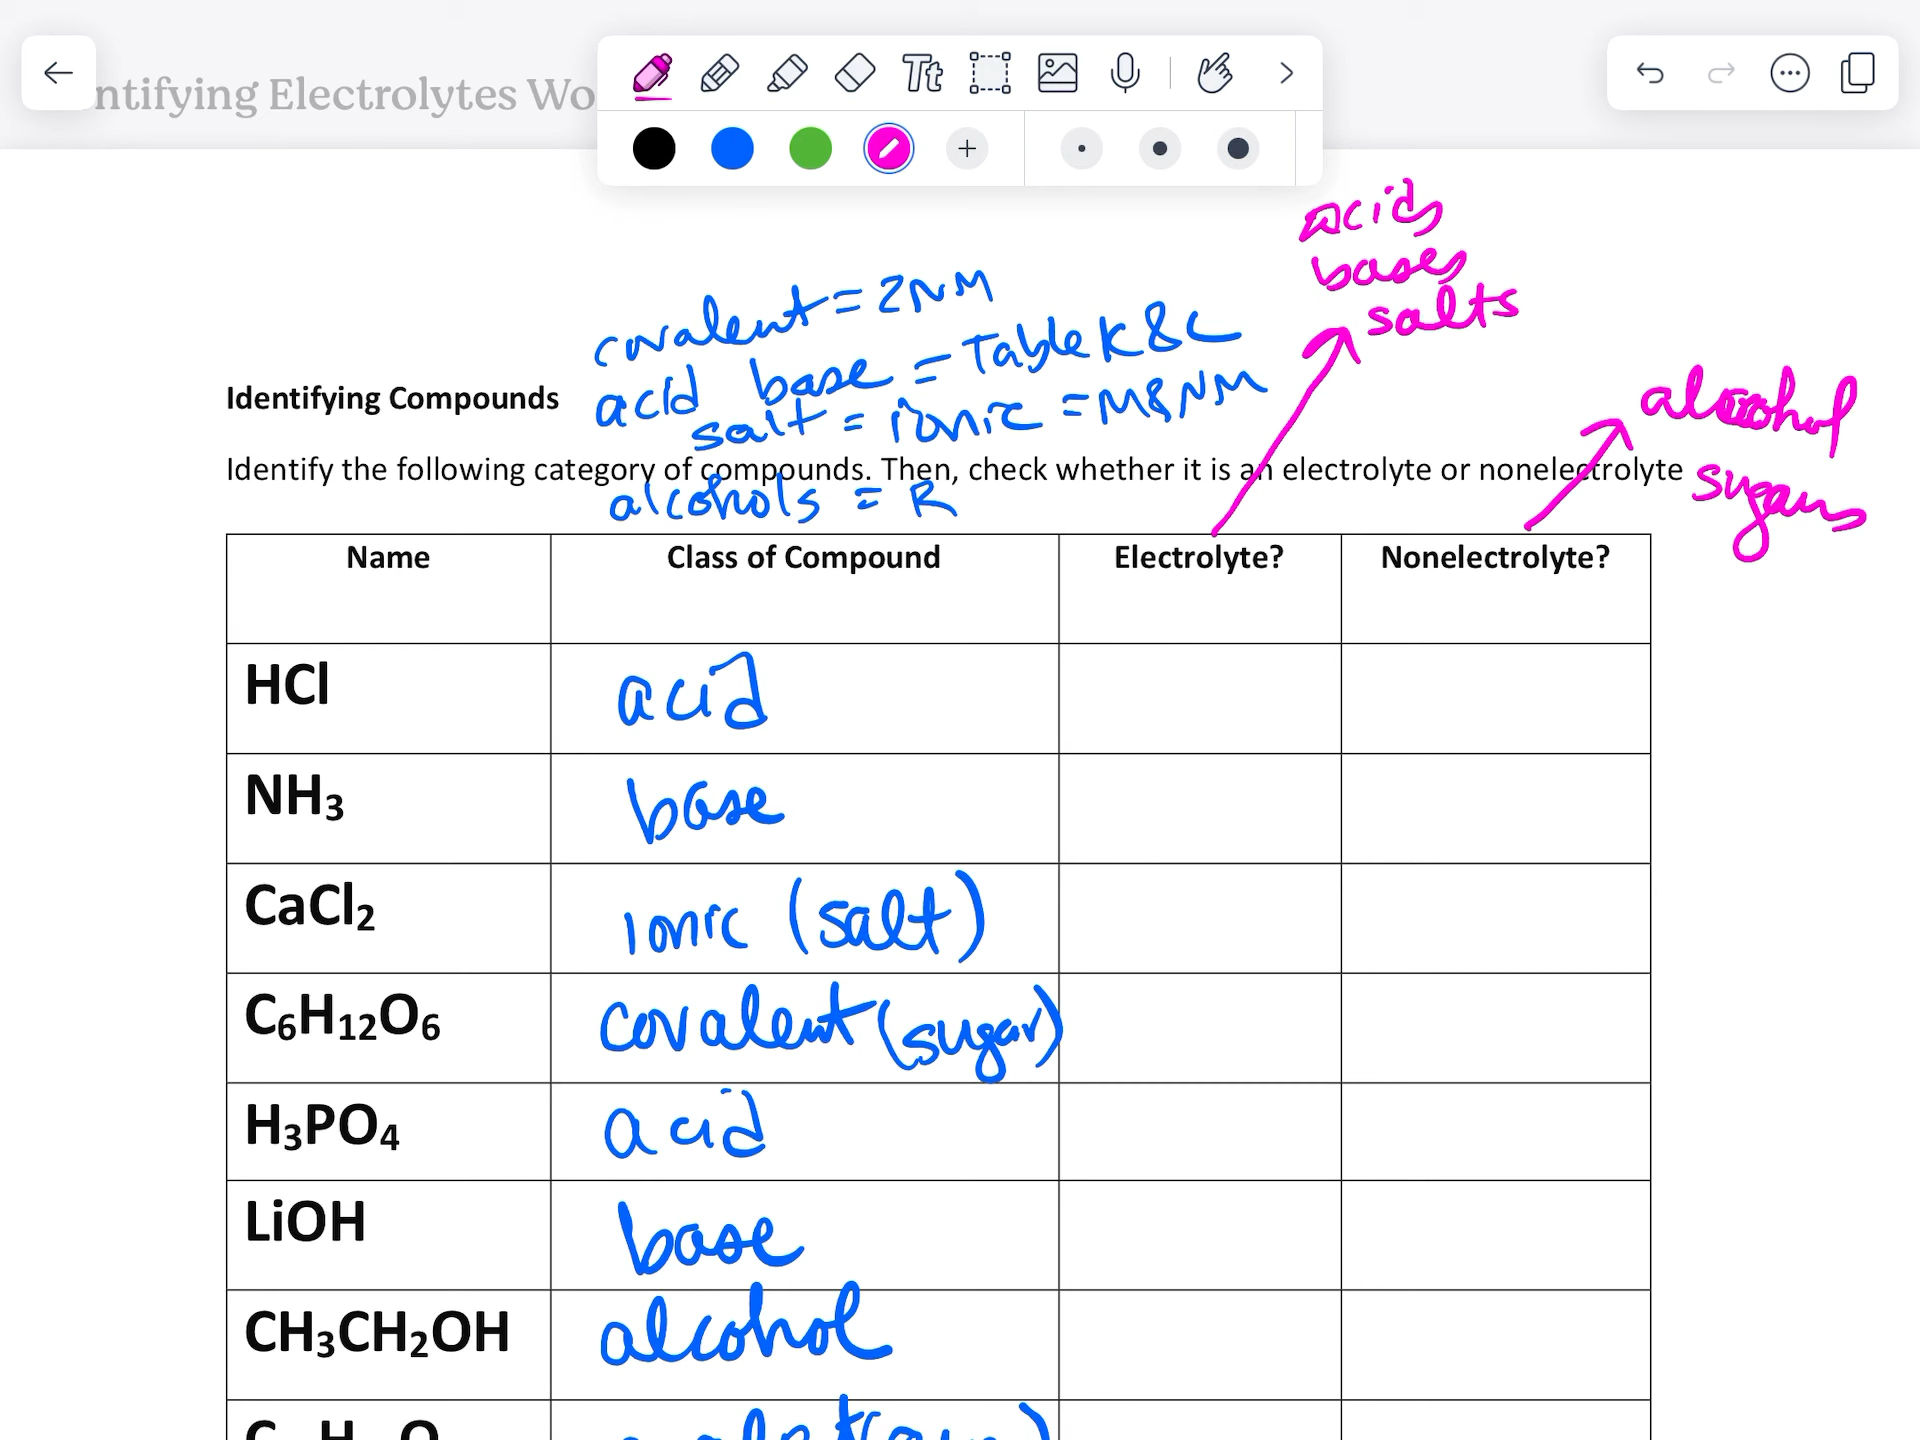 ntifying Electrolytes Wo
Tt
acids
bases
salts
covalent = 2NM
acid base = Table K & L
salt = ionic = M & NM
alcohols = R
alcohol
sugars
Identifying Compounds
Identify the following category of compounds. Then, check whether it is an electrolyte or nonelectrolyte
Name Class of Compound Electrolyte? Nonelectrolyte?
HCl acid
NH₃ base
CaCl₂ ionic (salt)
C₆H₁₂O₆ covalent (sugar)
H₃PO₄ acid
LiOH base
CH₃CH₂OH alcohol